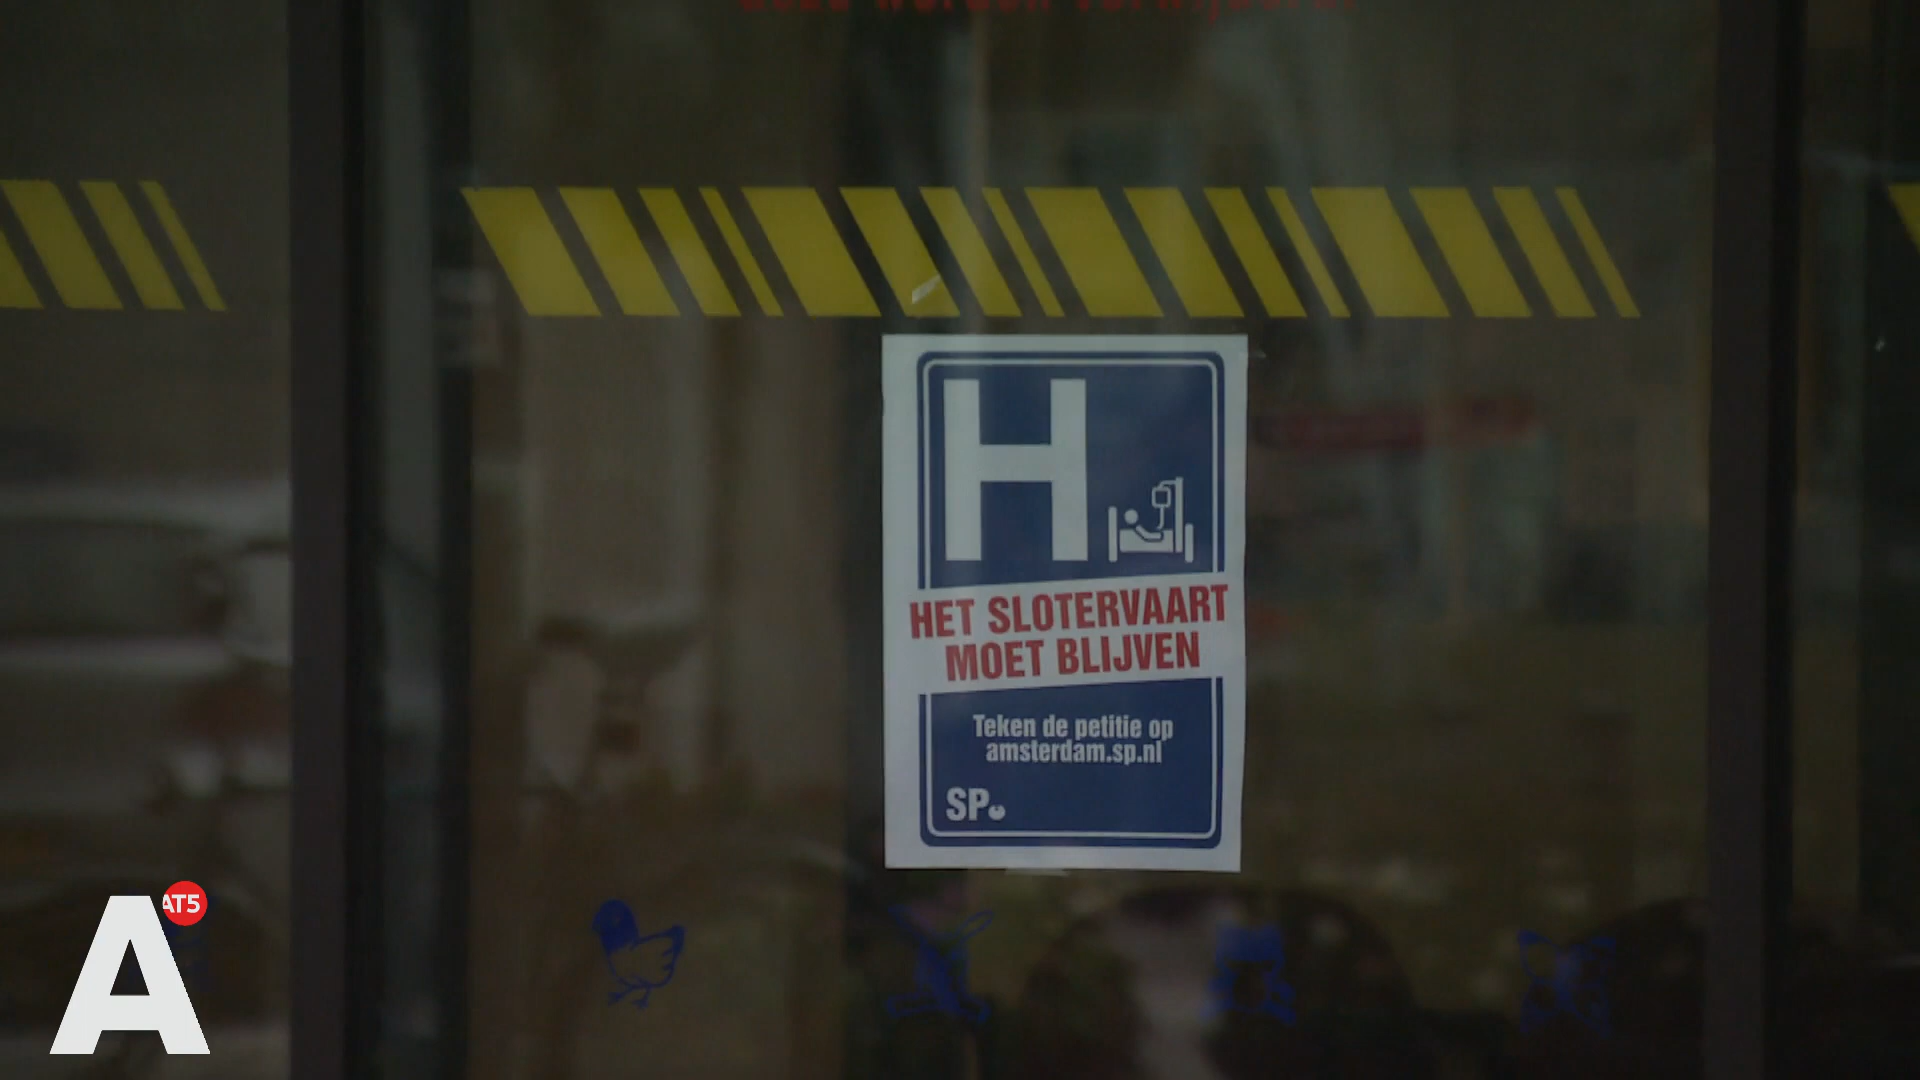 H
HET SLOTERVAART
MOET BLIJVEN
Teken de petitie op
amsterdam.sp.nl
SP.
A
AT5